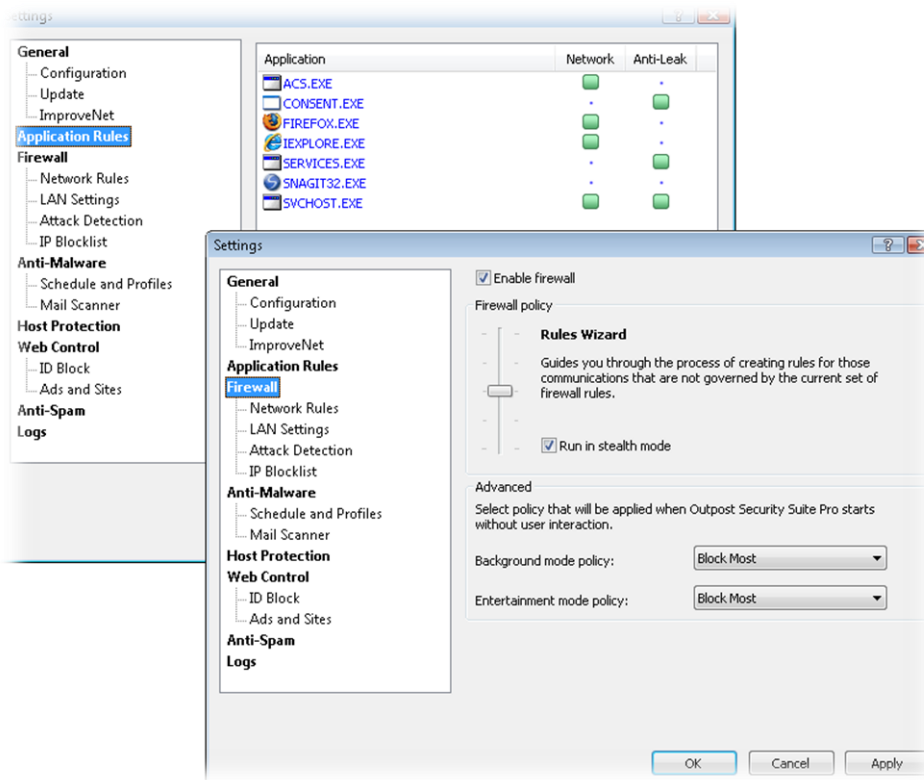 Settings
General
Configuration
Update
ImproveNet
Application Rules
Firewall
Network Rules
LAN Settings
Attack Detection
IP Blocklist
Anti-Malware
Schedule and Profiles
Mail Scanner
Host Protection
Web Control
ID Block
Ads and Sites
Anti-Spam
Logs
Application Network Anti-Leak
ACS.EXE
CONSENT.EXE
FIREFOX.EXE
IEXPLORE.EXE
SERVICES.EXE
SNAGIT32.EXE
SVCHOST.EXE
Settings
General
Configuration
Update
ImproveNet
Application Rules
Firewall
Network Rules
LAN Settings
Attack Detection
IP Blocklist
Anti-Malware
Schedule and Profiles
Mail Scanner
Host Protection
Web Control
ID Block
Ads and Sites
Anti-Spam
Logs
Enable firewall
Firewall policy
Rules Wizard
Guides you through the process of creating rules for those
communications that are not governed by the current set of
firewall rules.
Run in stealth mode
Advanced
Select policy that will be applied when Outpost Security Suite Pro starts
without user interaction.
Background mode policy: Block Most
Entertainment mode policy: Block Most
OK Cancel Apply